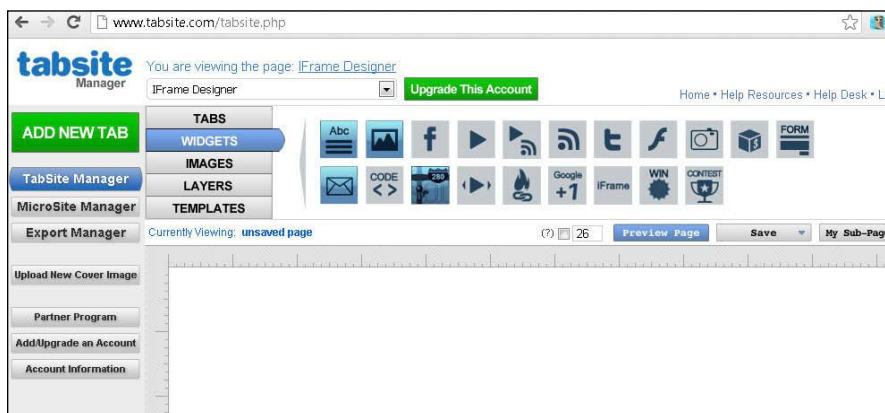 www.tabsite.com/tabsite.php
tabsite
Manager
You are viewing the page: IFrame Designer
IFrame Designer
Upgrade This Account
Home • Help Resources • Help Desk • L
ADD NEW TAB
TabSite Manager
MicroSite Manager
Export Manager
Upload New Cover Image
Partner Program
Add/Upgrade an Account
Account Information
TABS
WIDGETS
IMAGES
LAYERS
TEMPLATES
Abc
FORM
CODE
< >
280
Google
+1
iFrame
WIN
CONTEST
Currently Viewing: unsaved page
(?) 26
Preview Page
Save
My Sub-Pag